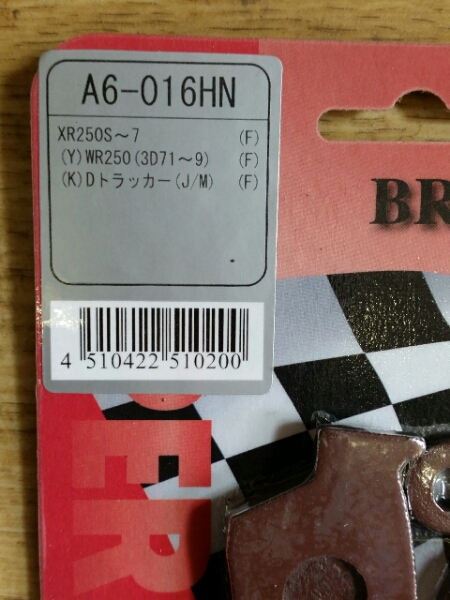 A6-016HN
XR250S～7 (F)
(Y)WR250(3D71～9) (F)
(K)Dトラッカー(J/M) (F)
BR
4 510422 510200
ER